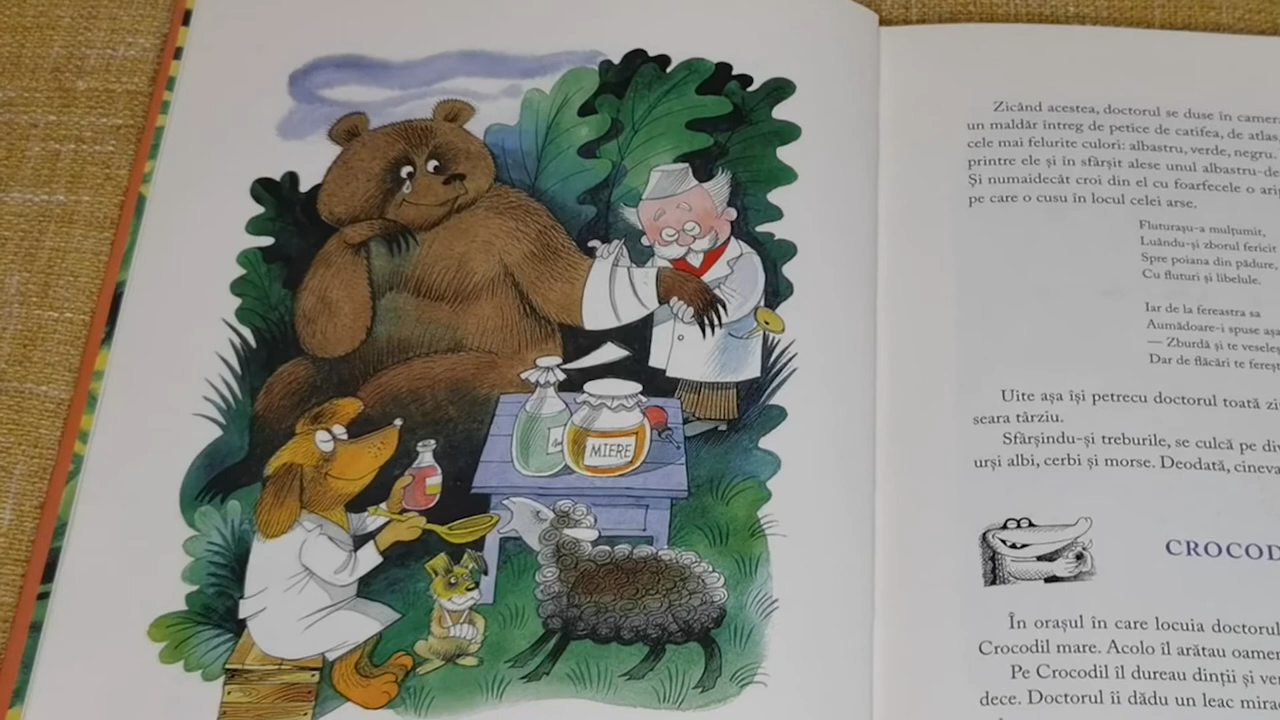 MIERE
Zicând acestea, doctorul se duse în camer
un maldăr întreg de petice de catifea, de atlas,
cele mai felurite culori: albastru, verde, negru.
printre ele și în sfârșit alese unul albastru-de
Și numaidecât croi din el cu foarfecele o ari
pe care o cusu în locul celei arse.
Fluturașu-a mulțumit,
Luându-și zborul fericit
Spre poiana din pădure,
Cu fluturi și libelule.
Iar de la fereastra sa
Aumădoare-i spuse așa
— Zburdă și te veseleș
Dar de flăcări te fereșt
Uite așa își petrecu doctorul toată zi
seara târziu.
Sfârșindu-și treburile, se culcă pe div
urși albi, cerbi și morse. Deodată, cineva
CROCOD
În orașul în care locuia doctorul
Crocodil mare. Acolo îl arătau oamen
Pe Crocodil îl dureau dinții și ve
dece. Doctorul îi dădu un leac mira